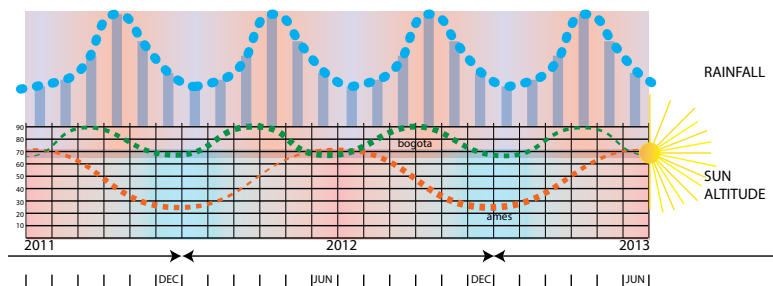 RAINFALL
90
80
bogota
70
60
50
SUN
ALTITUDE
40
30
20
ames
10
2011
2012
2013
DEC
JUN
DEC
JUN